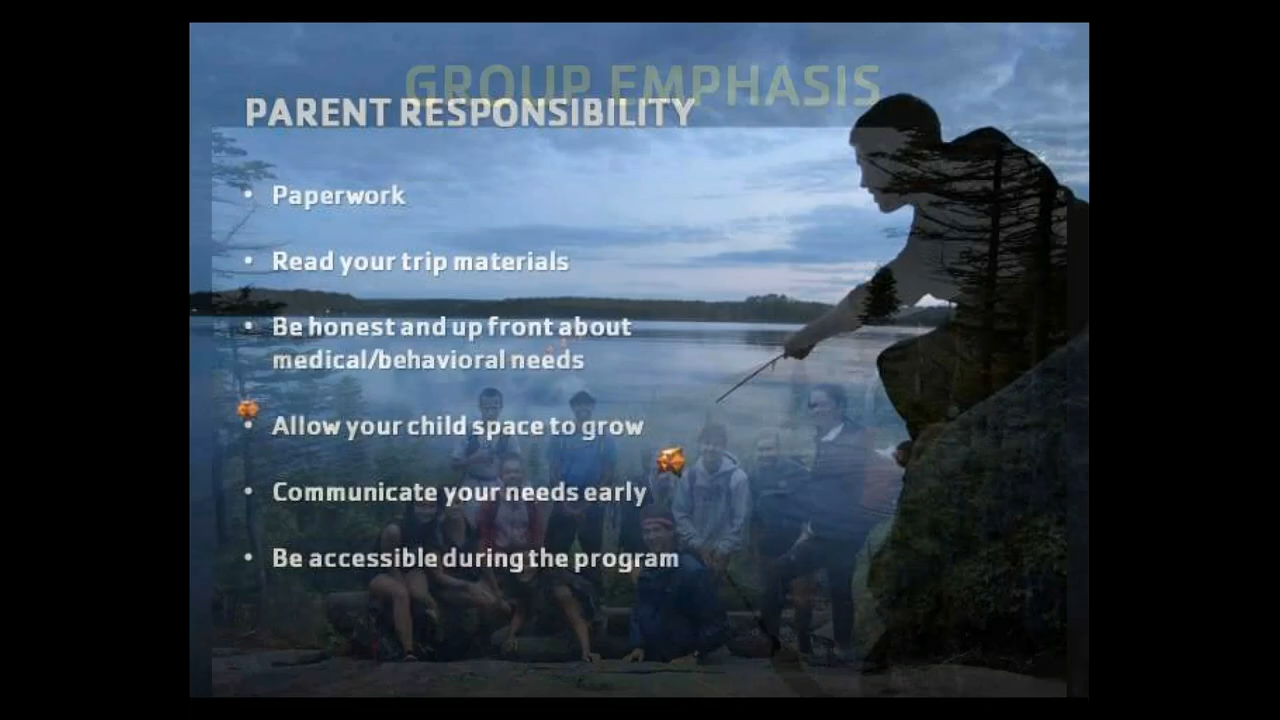 GROUP EMPHASIS
PARENT RESPONSIBILITY
• Paperwork
• Read your trip materials
• Be honest and up front about
medical/behavioral needs
• Allow your child space to grow
• Communicate your needs early
• Be accessible during the program